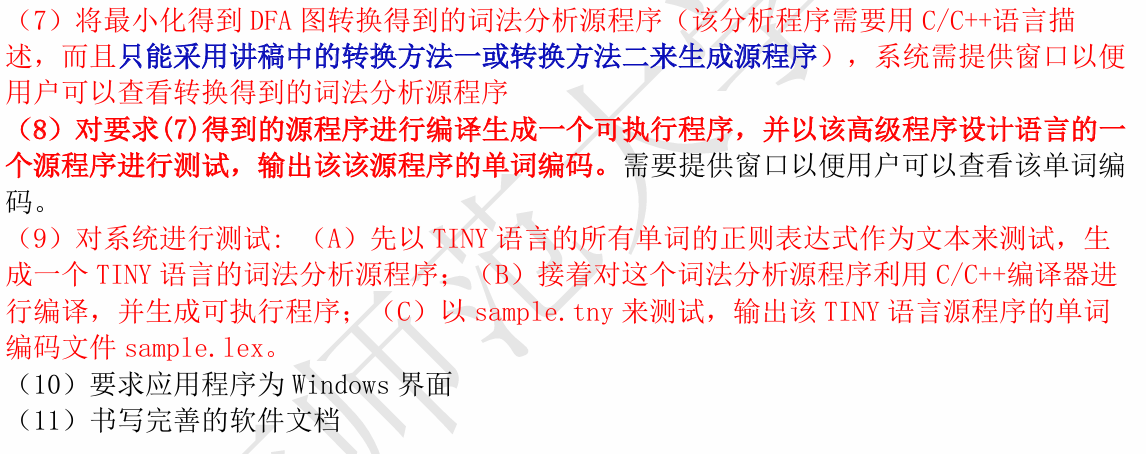 （7）将最小化得到 DFA 图转换得到的词法分析源程序（该分析程序需要用 C/C++语言描
述，而且只能采用讲稿中的转换方法一或转换方法二来生成源程序），系统需提供窗口以便
用户可以查看转换得到的词法分析源程序
（8）对要求(7)得到的源程序进行编译生成一个可执行程序，并以该高级程序设计语言的一
个源程序进行测试，输出该该源程序的单词编码。需要提供窗口以便用户可以查看该单词编
码。
（9）对系统进行测试: （A）先以 TINY 语言的所有单词的正则表达式作为文本来测试，生
成一个 TINY 语言的词法分析源程序；（B）接着对这个词法分析源程序利用 C/C++编译器进
行编译，并生成可执行程序；（C）以 sample.tny 来测试，输出该 TINY 语言源程序的单词
编码文件 sample.lex。
（10）要求应用程序为 Windows 界面
（11）书写完善的软件文档
师范大学